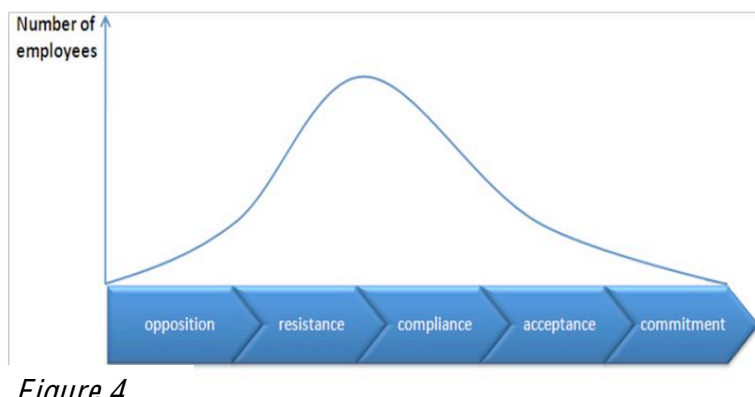 Number of
employees
opposition resistance compliance acceptance commitment
Figure 4